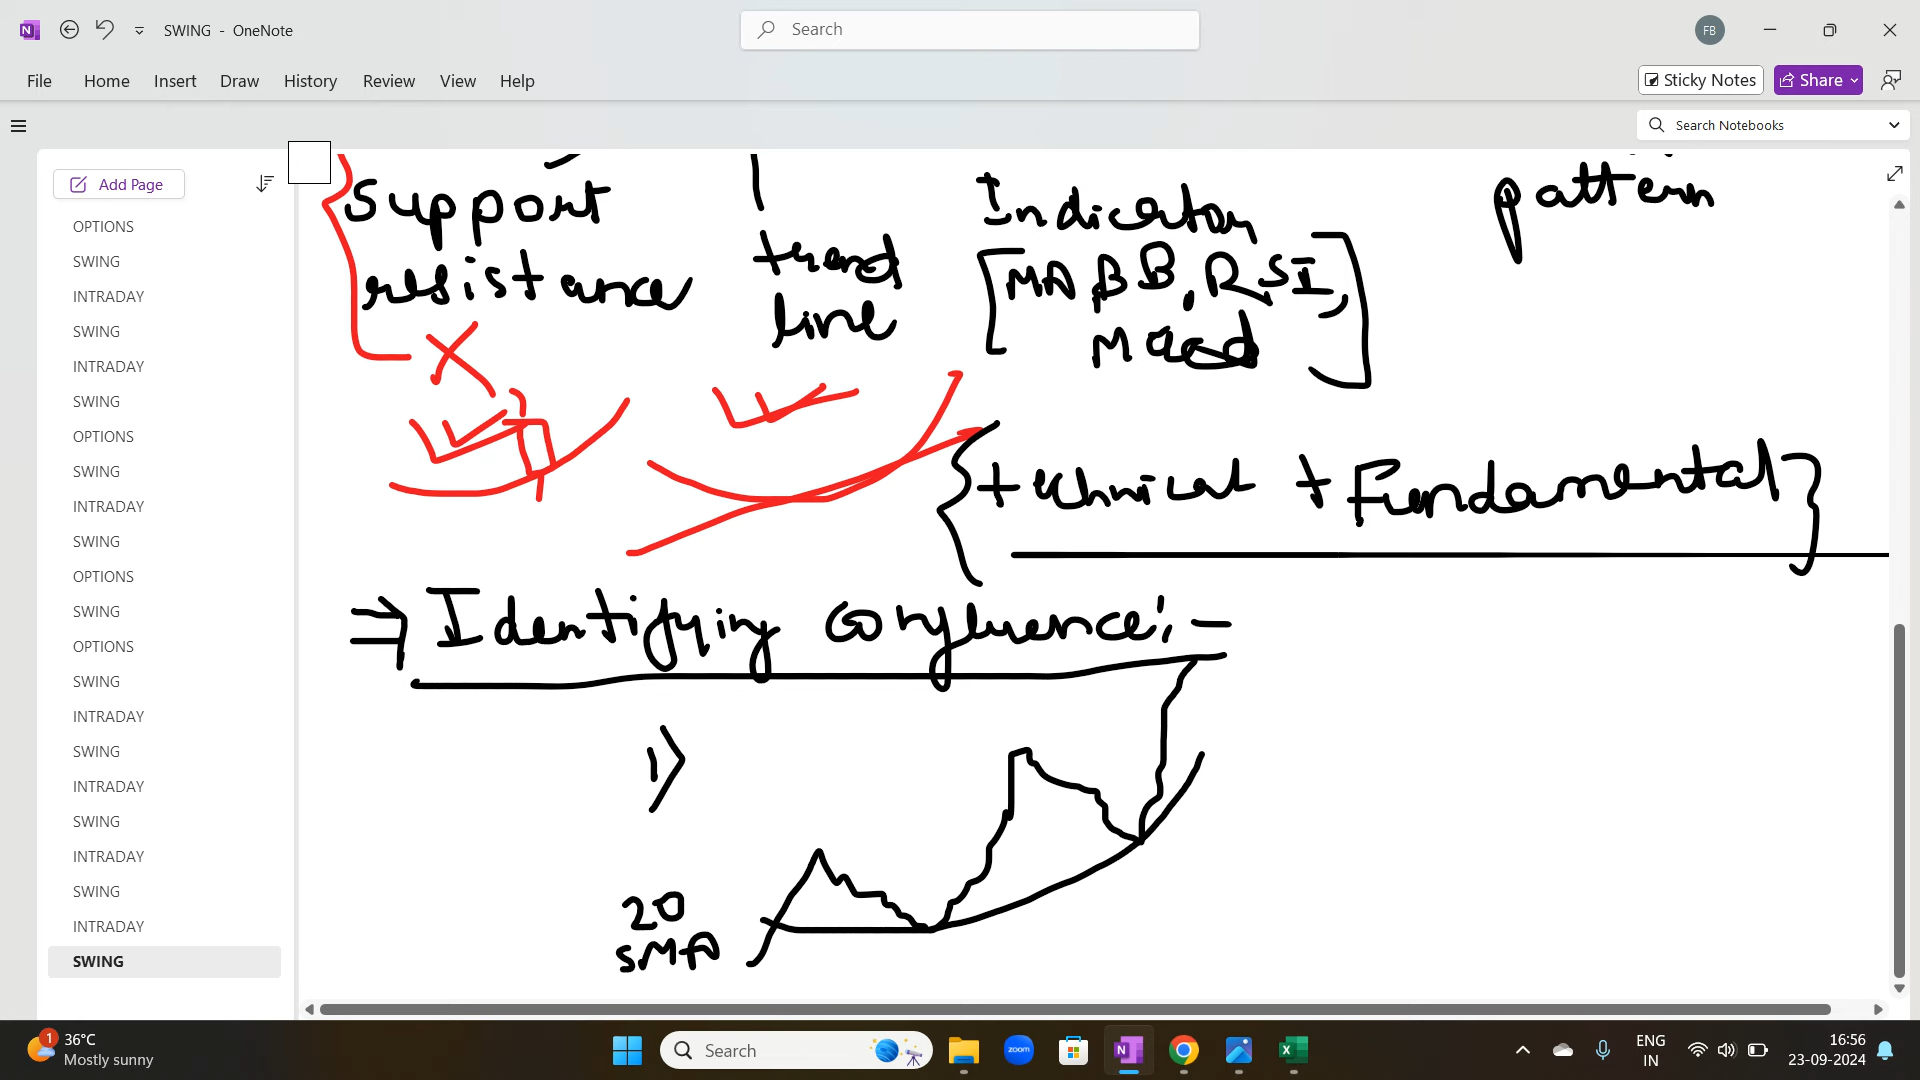 SWING - OneNote
Search
FB
File Home Insert Draw History Review View Help
Sticky Notes
Share
Search Notebooks
Add Page
OPTIONS
SWING
INTRADAY
SWING
INTRADAY
SWING
OPTIONS
SWING
INTRADAY
SWING
OPTIONS
SWING
OPTIONS
SWING
INTRADAY
SWING
INTRADAY
SWING
INTRADAY
SWING
INTRADAY
SWING
Support
resistance
trend
line
Indicator
[MA BB, RSI,
Macd]
pattern
{technical + Fundamental}
⇒ Identifying confluence:-
1)
20
SMA
1
36°C
Mostly sunny
Search
zoom
ENG
IN
16:56
23-09-2024